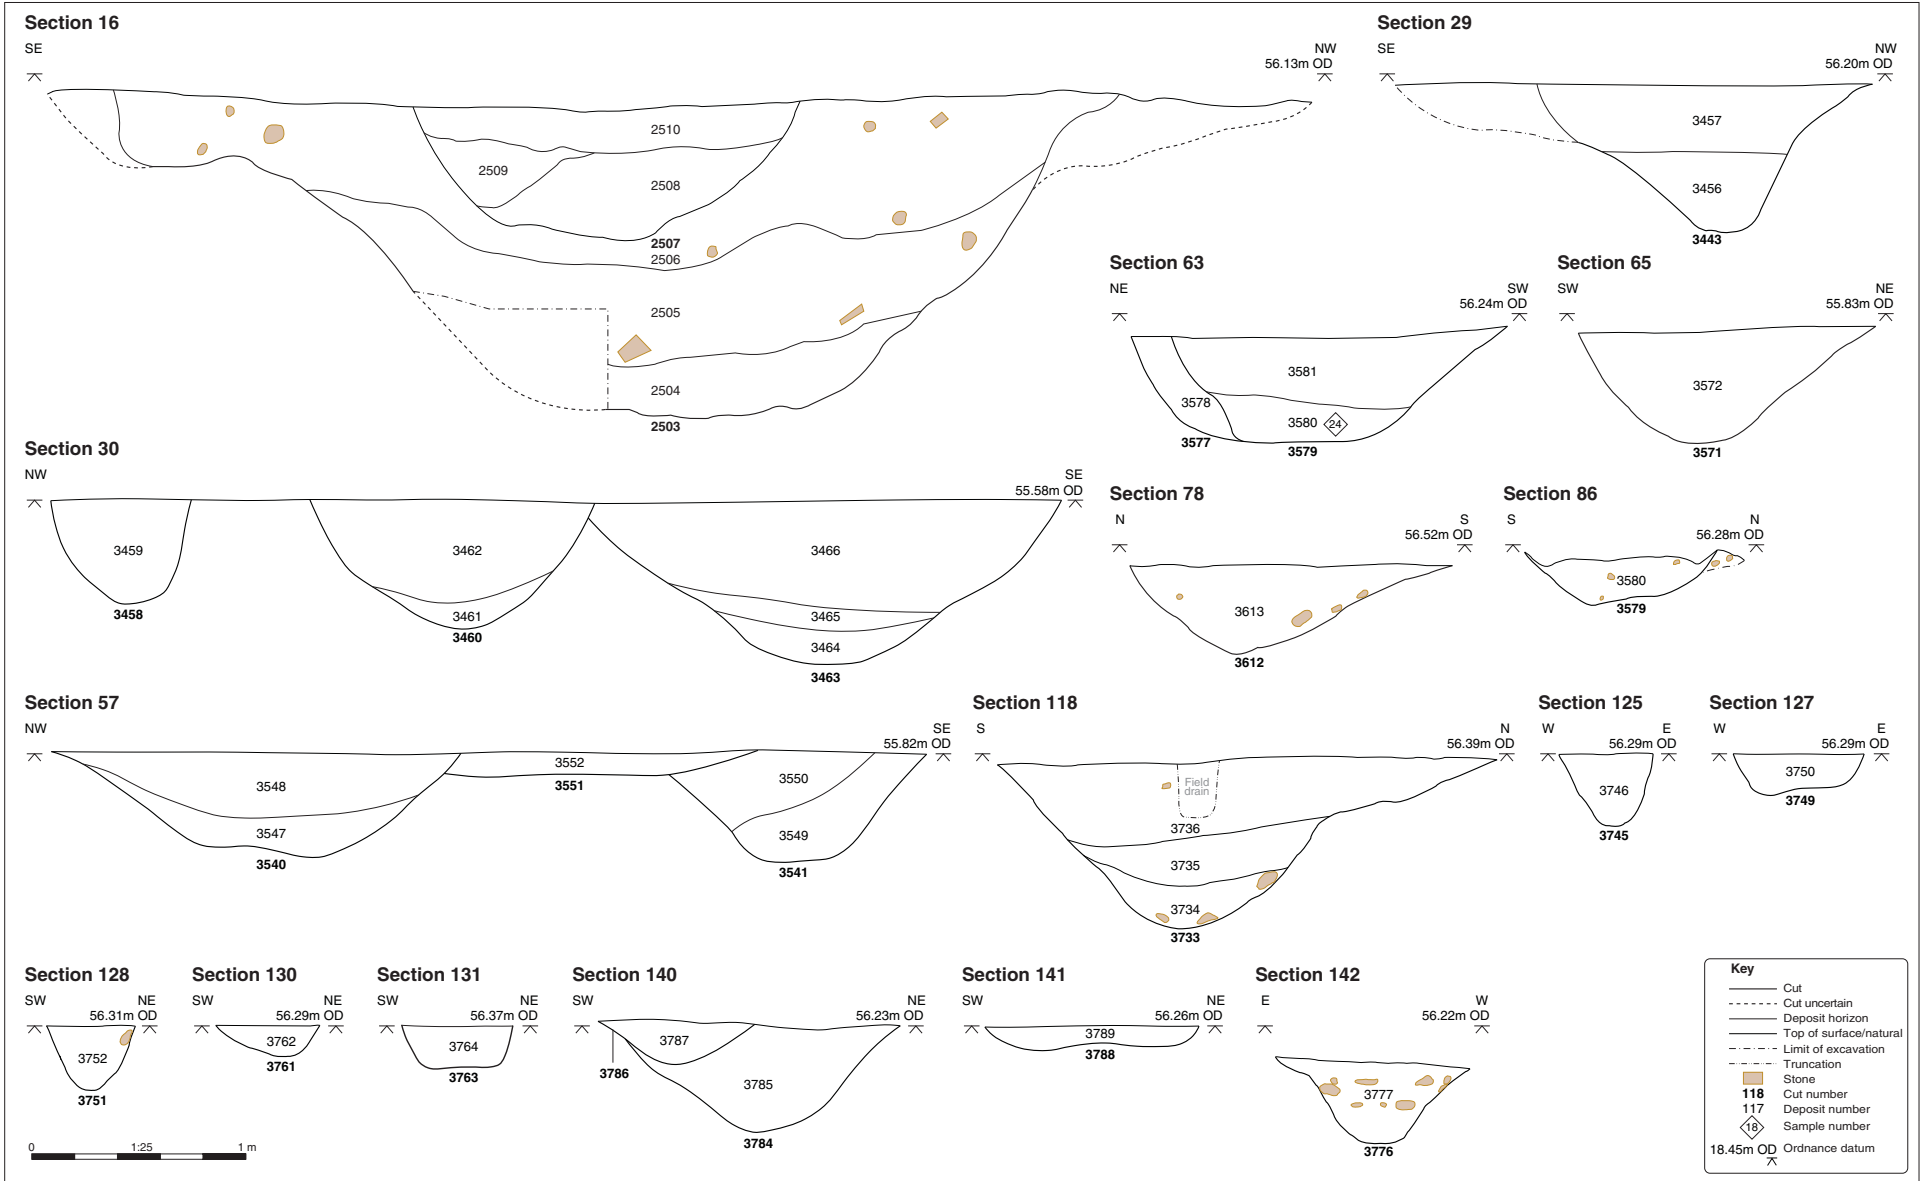 Section 16
SE
NW
56.13m OD
2510
2509
2508
2507
2506
2505
2504
2503
Section 29
SE
NW
56.20m OD
3457
3456
3443
Section 63
NE
SW
56.24m OD
3581
3578
3580 24
3577
3579
Section 65
SW
NE
55.83m OD
3572
3571
Section 30
NW
SE
55.58m OD
3459
3458
3462
3461
3460
3466
3465
3464
3463
Section 78
N
S
56.52m OD
3613
3612
Section 86
S
N
56.28m OD
3580
3579
Section 57
NW
SE
55.82m OD
3548
3547
3540
3552
3551
3550
3549
3541
Section 118
S
N
56.39m OD
Field
drain
3736
3735
3734
3733
Section 125
W
E
56.29m OD
3746
3745
Section 127
W
E
56.29m OD
3750
3749
Section 128
SW
NE
56.31m OD
3752
3751
Section 130
SW
NE
56.29m OD
3762
3761
Section 131
SW
NE
56.37m OD
3764
3763
Section 140
SW
NE
56.23m OD
3787
3786
3785
3784
Section 141
SW
NE
56.26m OD
3789
3788
Section 142
E
W
56.22m OD
3777
3776
0 1:25 1 m
Key
Cut
Cut uncertain
Deposit horizon
Top of surface/natural
Limit of excavation
Truncation
Stone
118 Cut number
117 Deposit number
18 Sample number
18.45m OD Ordnance datum